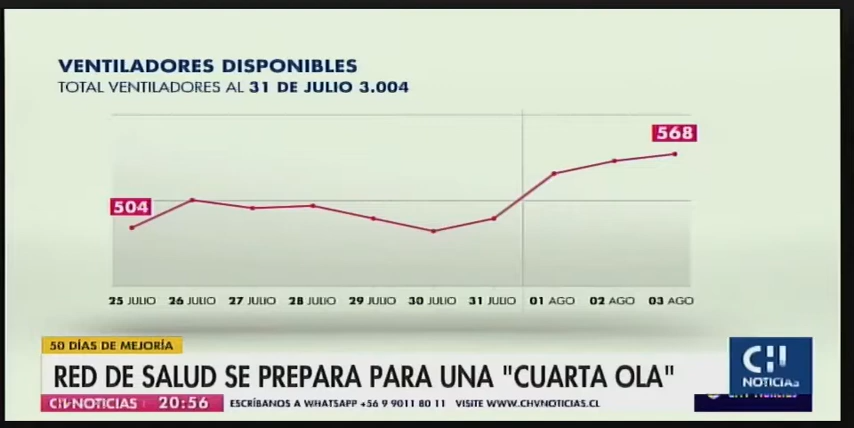 VENTILADORES DISPONIBLES
TOTAL VENTILADORES AL 31 DE JULIO 3.004
568
504
25 JULIO 26 JULIO 27 JULIO 28 JULIO 29 JULIO 30 JULIO 31 JULIO 01 AGO 02 AGO 03 AGO
50 DÍAS DE MEJORÍA
RED DE SALUD SE PREPARA PARA UNA "CUARTA OLA"
CH
NOTICIAS
CHV NOTICIAS 20:56 ESCRÍBANOS A WHATSAPP +56 9 9011 80 11 VISITE WWW.CHVNOTICIAS.CL